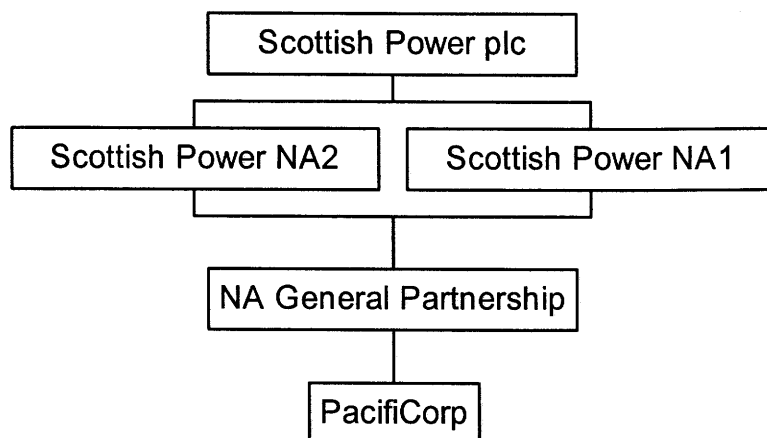 Scottish Power plc
Scottish Power NA2
Scottish Power NA1
NA General Partnership
PacifiCorp